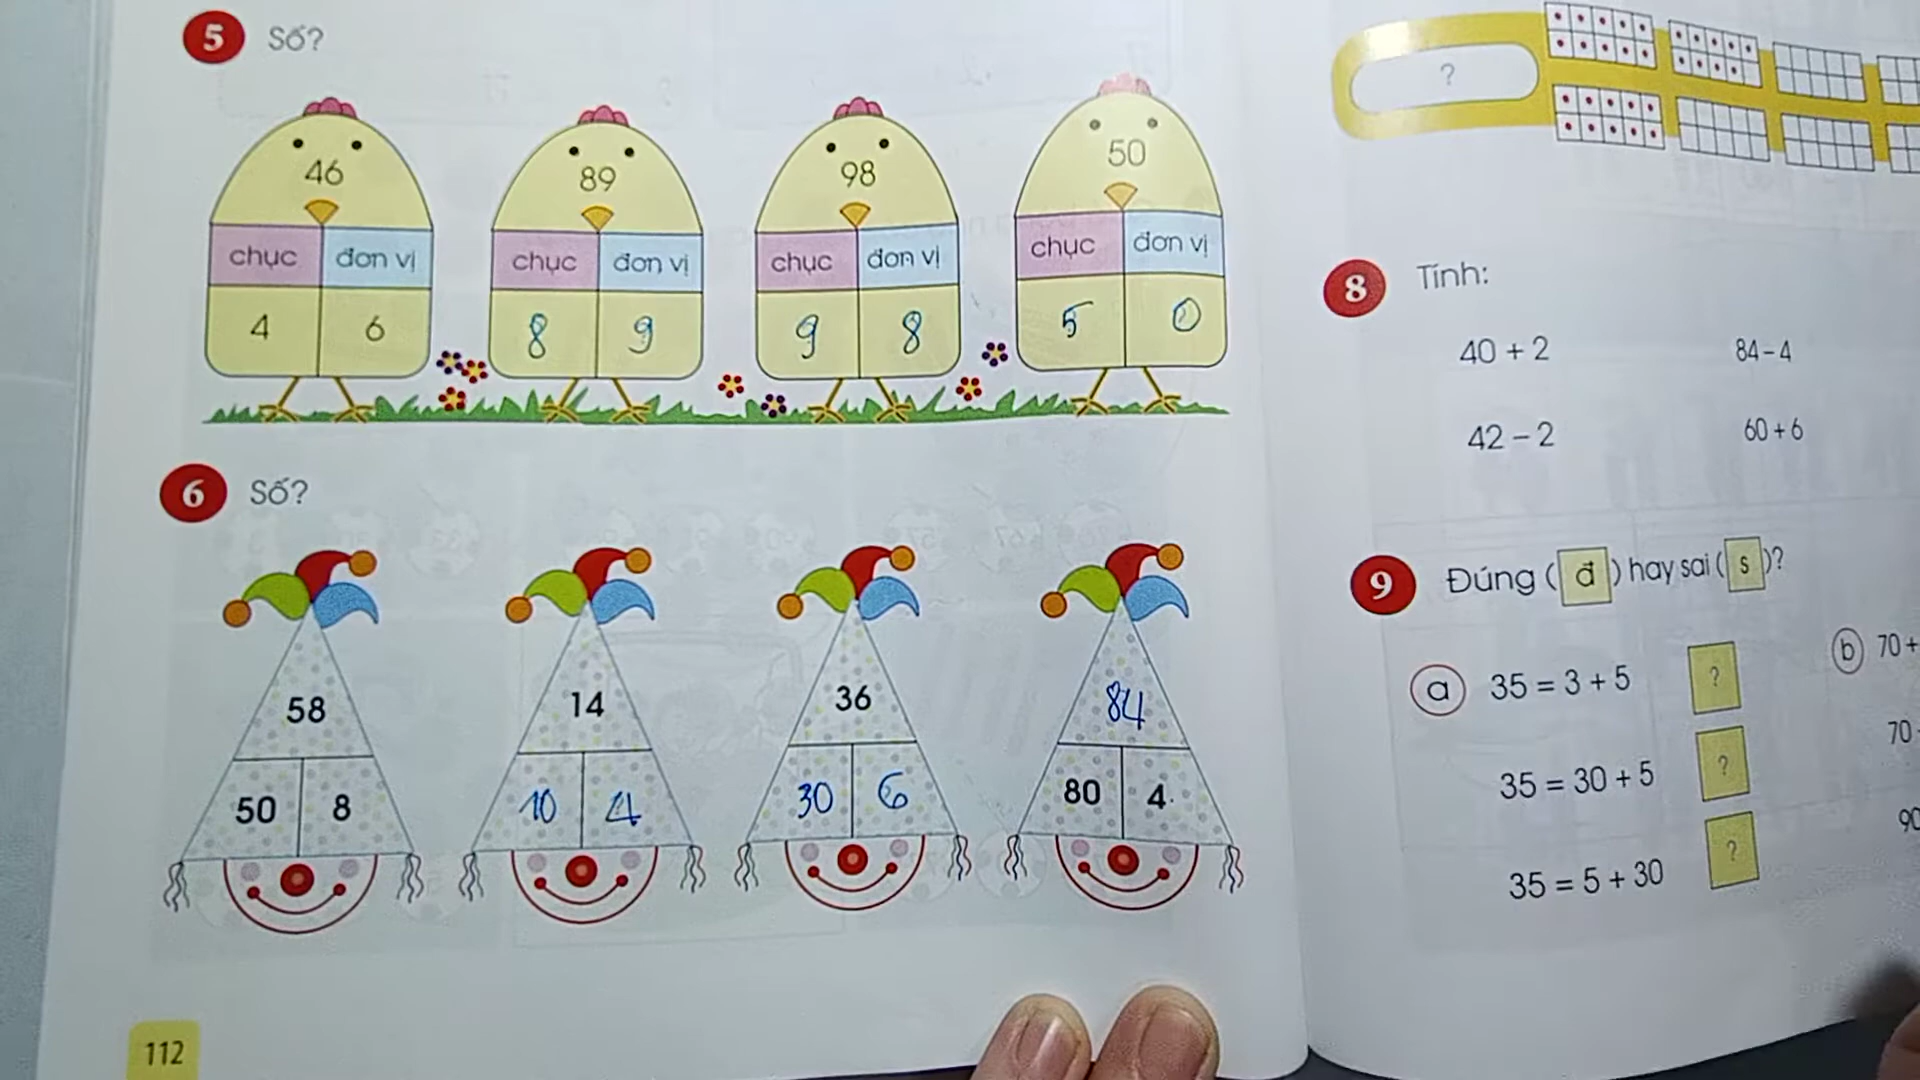 5 Số?
46 89 98 50
chục đơn vị chục đơn vị chục đơn vị chục đơn vị
4 6 8 9 9 8 5 0
6 Số?
58 14 36 84
50 8 10 4 30 6 80 4
112
?
8 Tính:
40 + 2 84 – 4
42 – 2 60 + 6
9 Đúng ( đ ) hay sai ( s )?
a 35 = 3 + 5 ? b 70 +
35 = 30 + 5 ? 70
35 = 5 + 30 ? 90